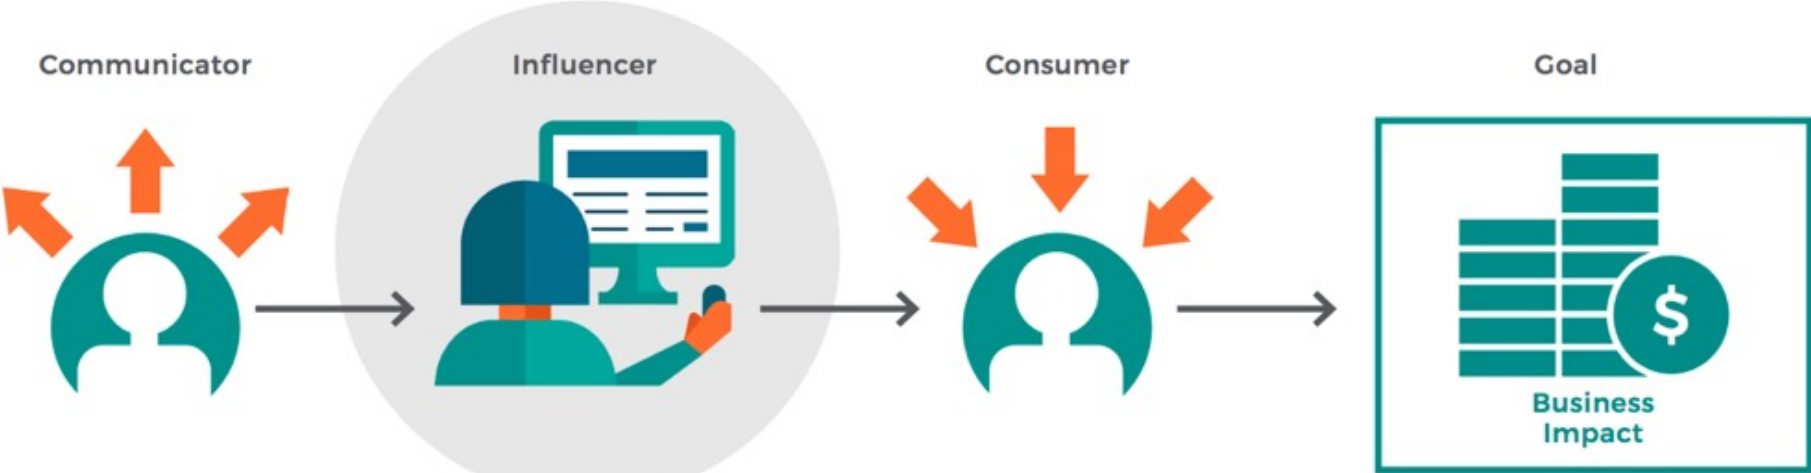 Communicator
Influencer
Consumer
Goal
$
Business
Impact